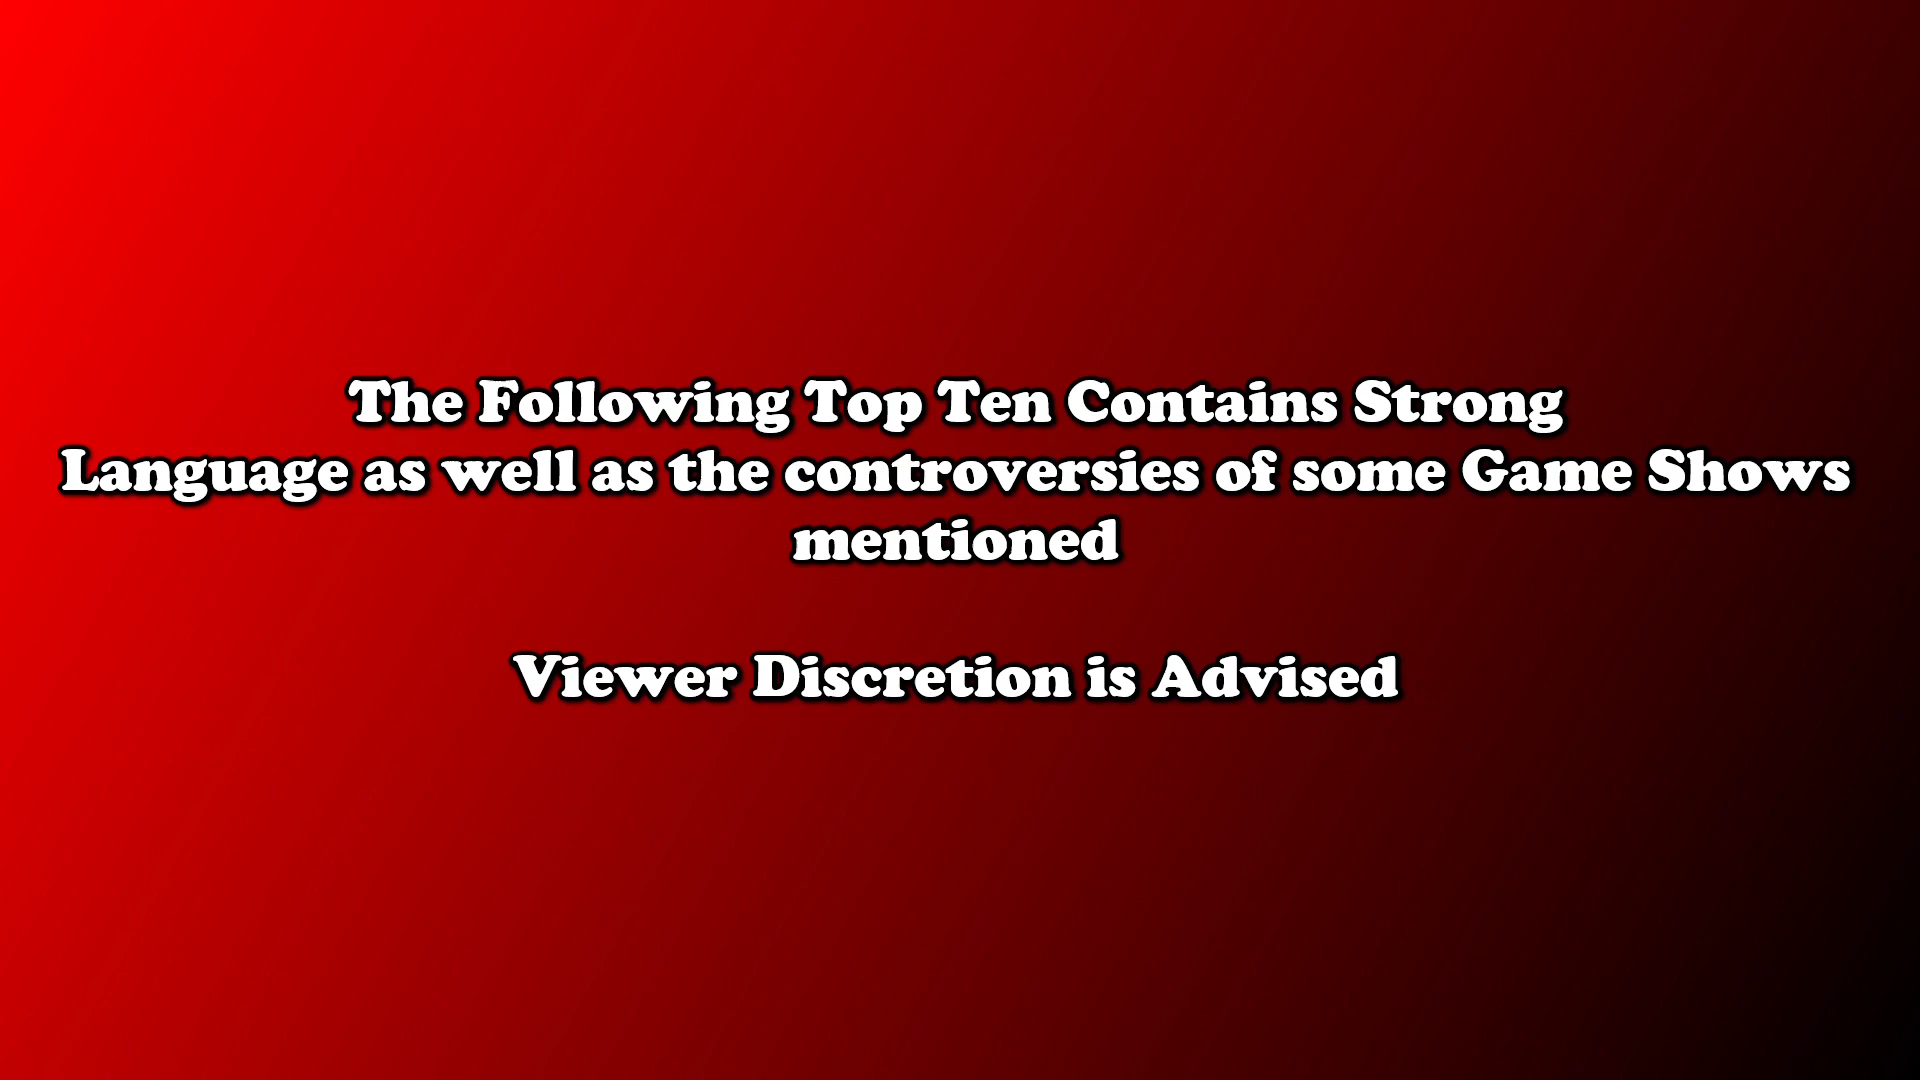 The Following Top Ten Contains Strong
Language as well as the controversies of some Game Shows
mentioned
Viewer Discretion is Advised